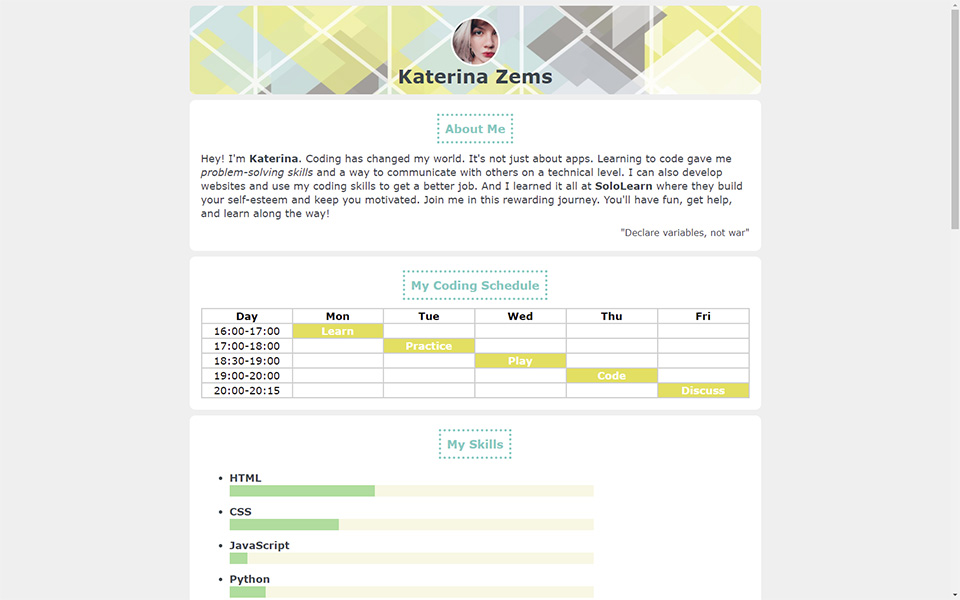 Katerina Zems
About Me
Hey! I'm Katerina. Coding has changed my world. It's not just about apps. Learning to code gave me
problem-solving skills and a way to communicate with others on a technical level. I can also develop
websites and use my coding skills to get a better job. And I learned it all at SoloLearn where they build
your self-esteem and keep you motivated. Join me in this rewarding journey. You'll have fun, get help,
and learn along the way!
"Declare variables, not war"
My Coding Schedule
Day Mon Tue Wed Thu Fri
16:00-17:00 Learn
17:00-18:00 Practice
18:30-19:00 Play
19:00-20:00 Code
20:00-20:15 Discuss
My Skills
• HTML
• CSS
• JavaScript
• Python